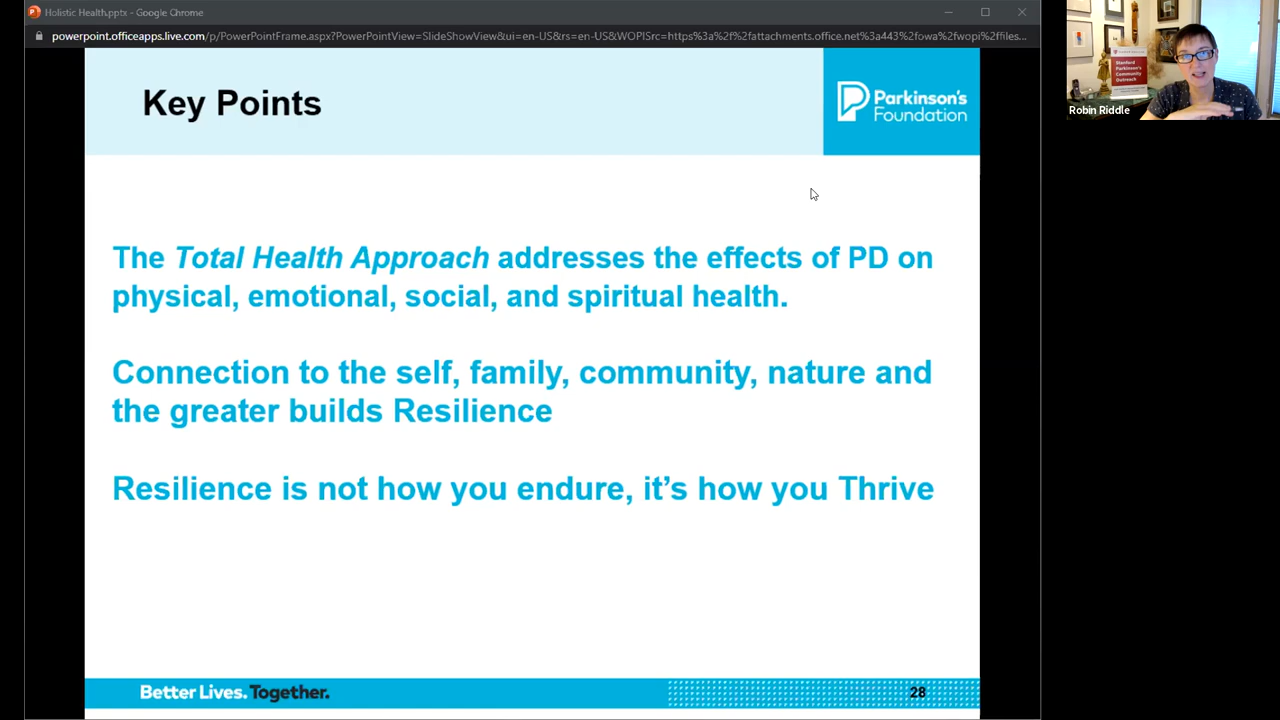 Holistic Health.pptx - Google Chrome
powerpoint.officeapps.live.com/p/PowerPointFrame.aspx?PowerPointView=SlideShowView&ui=en-US&rs=en-US&WOPISrc=https%3a%2f%2fattachments.office.net%3a443%2fowa%2fwopi%2ffiles...
Key Points
Parkinson's
Foundation
The Total Health Approach addresses the effects of PD on
physical, emotional, social, and spiritual health.
Connection to the self, family, community, nature and
the greater builds Resilience
Resilience is not how you endure, it's how you Thrive
Better Lives. Together.
28
Stanford
Parkinson's
Community
Outreach
Robin Riddle